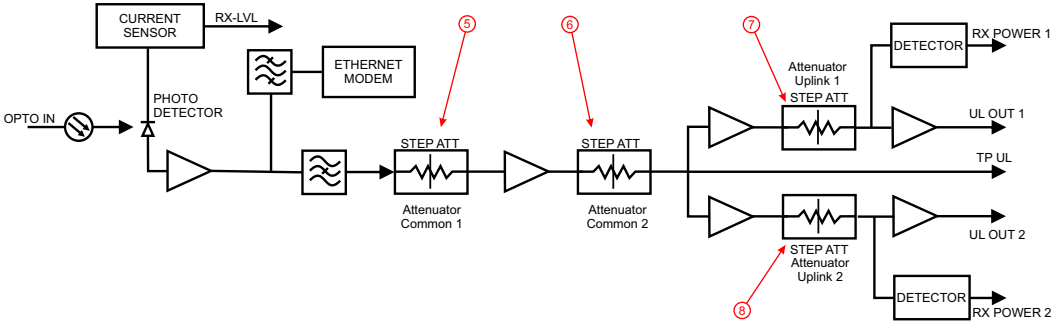 CURRENT
SENSOR
RX-LVL
5
6
7
RX POWER 1
DETECTOR
ETHERNET
MODEM
Attenuator
Uplink 1
STEP ATT
PHOTO
DETECTOR
OPTO IN
UL OUT 1
STEP ATT
STEP ATT
TP UL
Attenuator
Common 1
Attenuator
Common 2
UL OUT 2
STEP ATT
Attenuator
Uplink 2
8
DETECTOR
RX POWER 2